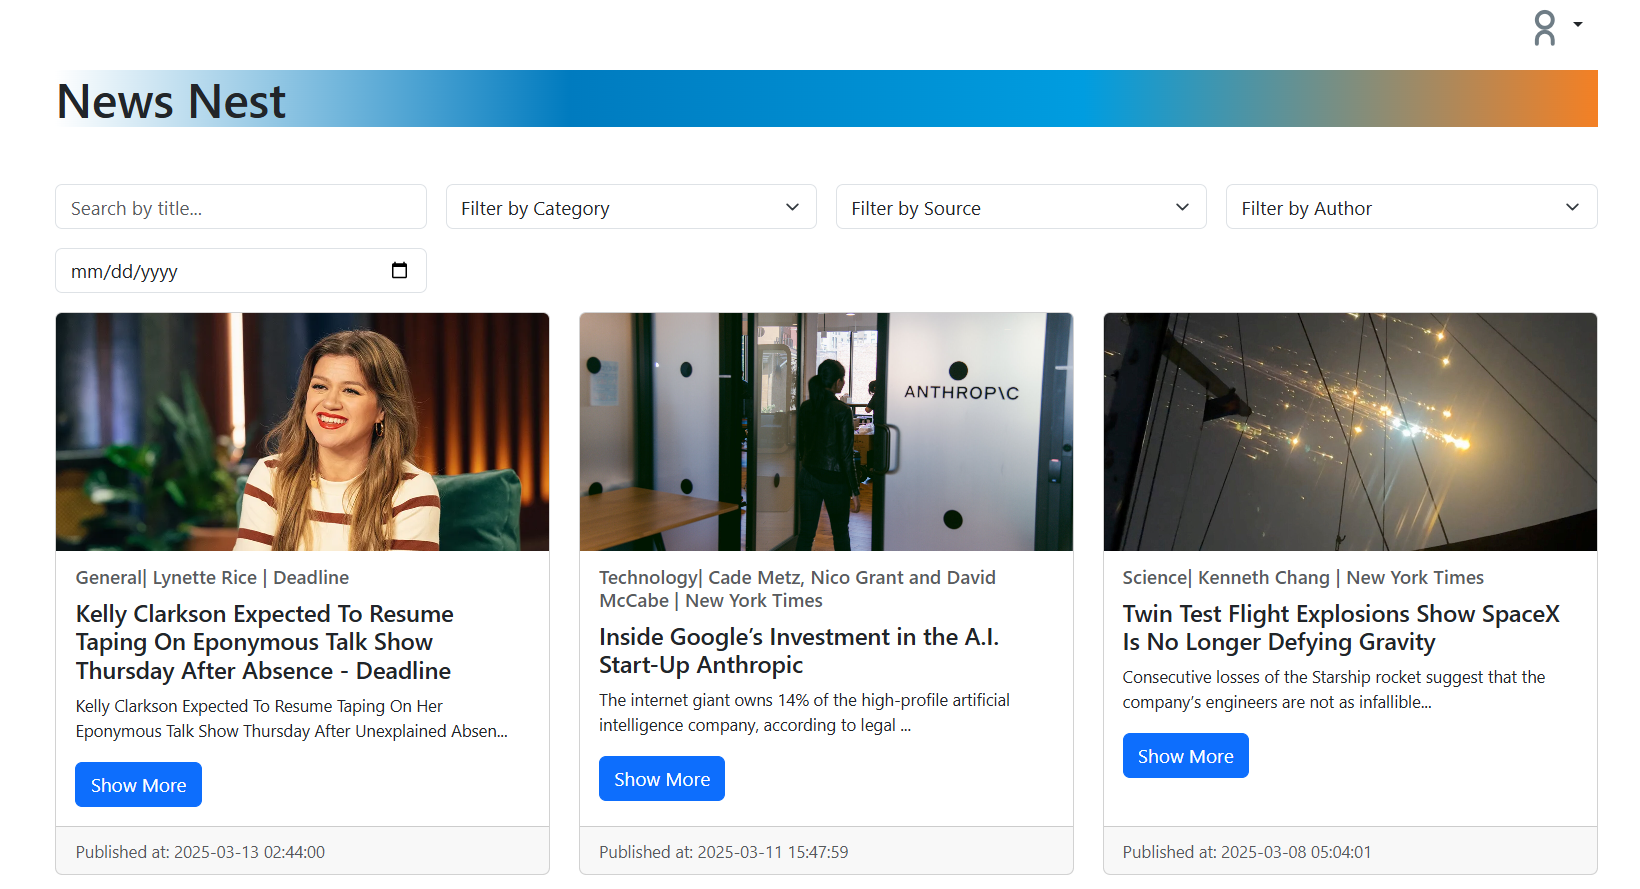 News Nest
Search by title...
Filter by Category
Filter by Source
Filter by Author
mm/dd/yyyy
ANTHROP\C
General| Lynette Rice | Deadline
Kelly Clarkson Expected To Resume
Taping On Eponymous Talk Show
Thursday After Absence - Deadline
Kelly Clarkson Expected To Resume Taping On Her
Eponymous Talk Show Thursday After Unexplained Absen...
Show More
Published at: 2025-03-13 02:44:00
Technology| Cade Metz, Nico Grant and David
McCabe | New York Times
Inside Google’s Investment in the A.I.
Start-Up Anthropic
The internet giant owns 14% of the high-profile artificial
intelligence company, according to legal ...
Show More
Published at: 2025-03-11 15:47:59
Science| Kenneth Chang | New York Times
Twin Test Flight Explosions Show SpaceX
Is No Longer Defying Gravity
Consecutive losses of the Starship rocket suggest that the
company’s engineers are not as infallible...
Show More
Published at: 2025-03-08 05:04:01